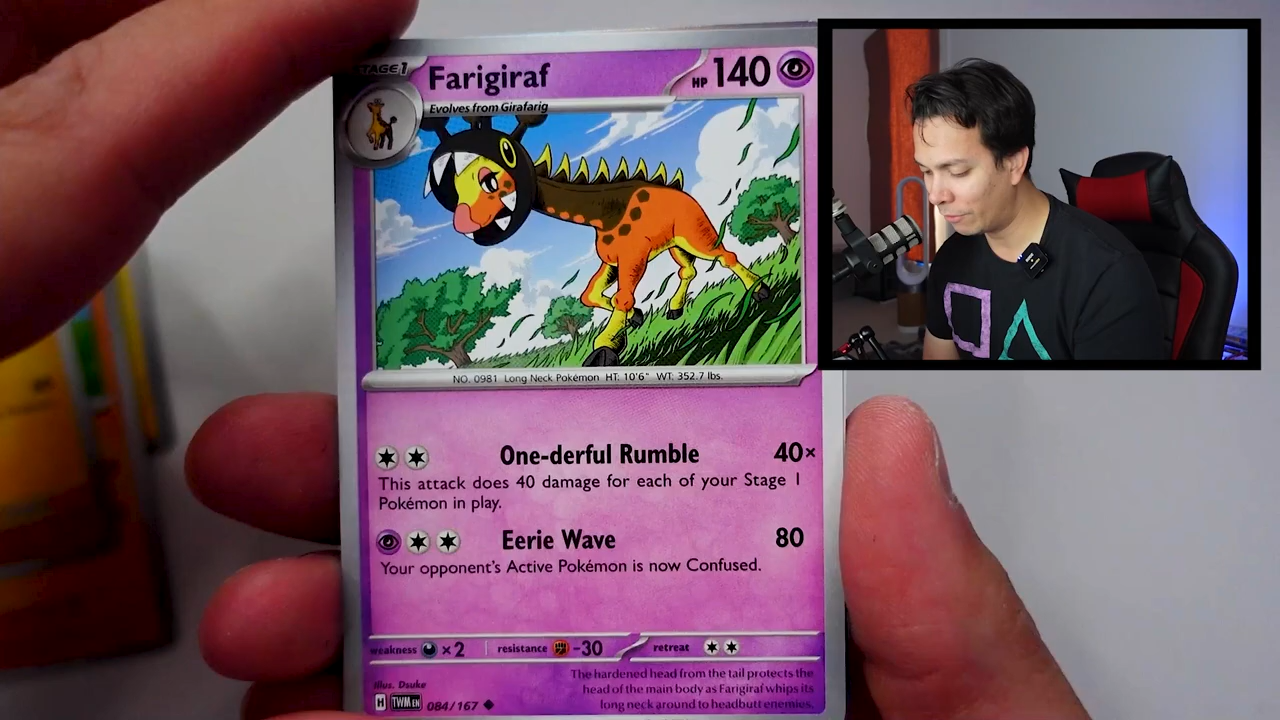 STAGE 1
Farigiraf
HP 140
Evolves from Girafarig
NO. 0981 Long Neck Pokémon HT: 10'6" WT: 352.7 lbs.
One-derful Rumble 40×
This attack does 40 damage for each of your Stage 1
Pokémon in play.
Eerie Wave 80
Your opponent's Active Pokémon is now Confused.
weakness ×2 resistance -30 retreat
Illus. Dsuke
The hardened head from the tail protects the
head of the main body as Farigiraf whips its
long neck around to headbutt enemies.
H TWM EN 084/167